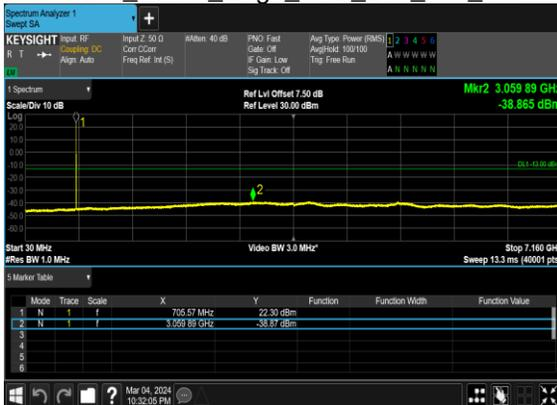 Spectrum Analyzer 1
Swept SA
+
KEYSIGHT Input: RF Input Z: 50 Ω #Atten: 40 dB PNO: Fast Avg Type: Power (RMS) 1 2 3 4 5 6
R T Coupling: DC Corr CCorr Gate: Off Avg|Hold: 100/100 A W W W W W
Align: Auto Freq Ref: Int (S) IF Gain: Low Trig: Free Run A N N N N N
Sig Track: Off
1 Spectrum Ref Lvl Offset 7.50 dB Mkr2 3.059 89 GHz
Scale/Div 10 dB Ref Level 30.00 dBm -38.865 dBm
Log
20.0
10.0
0.00
-10.0
DL1 -13.00 dBm
-20.0
-30.0
-40.0
-50.0
-60.0
1
2
Start 30 MHz Video BW 3.0 MHz* Stop 7.160 GHz
#Res BW 1.0 MHz Sweep 13.3 ms (40001 pts)
5 Marker Table
Mode Trace Scale X Y Function Function Width Function Value
1 N 1 f 705.57 MHz 22.30 dBm
2 N 1 f 3.059 89 GHz -38.87 dBm
3
4
5
6
? Mar 04, 2024
10:32:05 PM